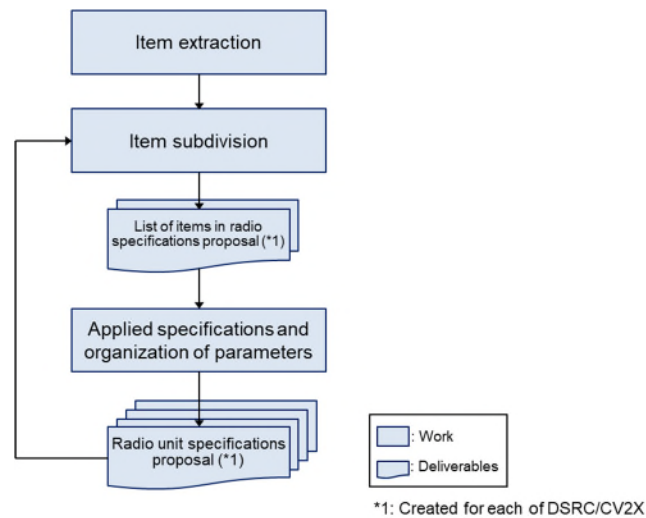 Item extraction
Item subdivision
List of items in radio
specifications proposal (*1)
Applied specifications and
organization of parameters
Radio unit specifications
proposal (*1)
: Work
: Deliverables
*1: Created for each of DSRC/CV2X